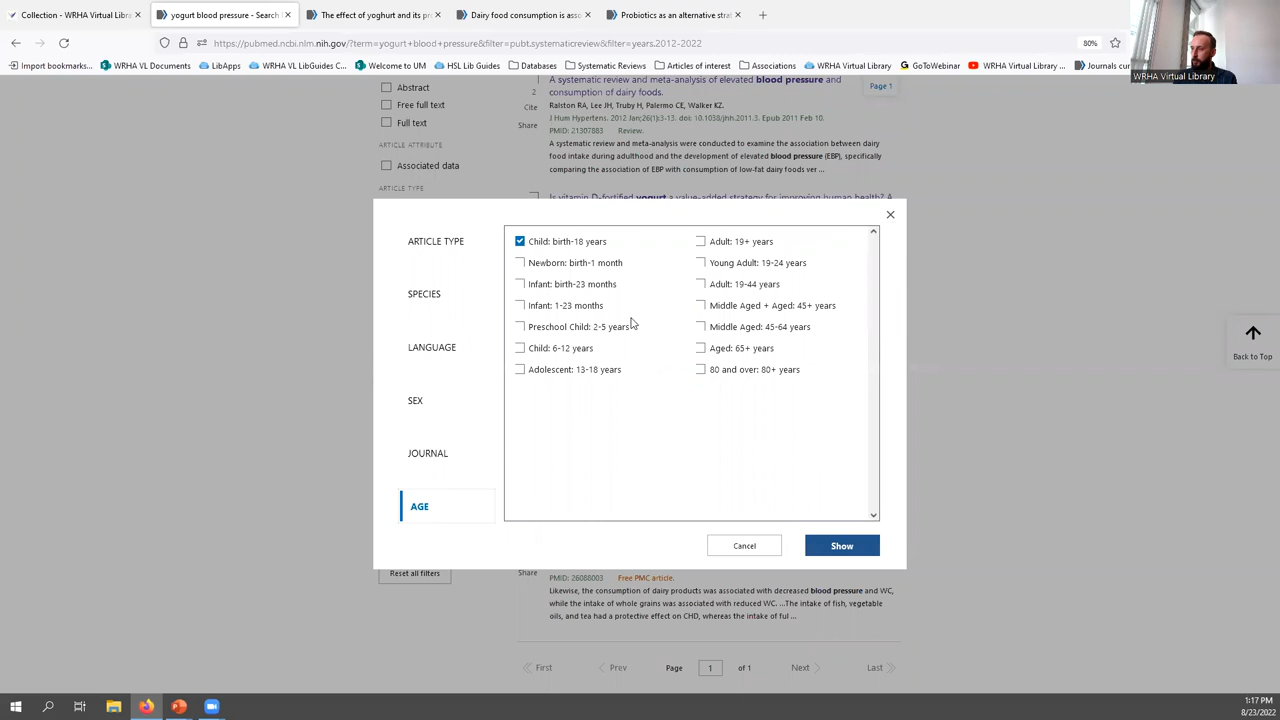 Collection - WRHA Virtual Libra
yogurt blood pressure - Search
The effect of yoghurt and its pr
Dairy food consumption is asso
Probiotics as an alternative strat
https://pubmed.ncbi.nlm.nih.gov/?term=yogurt+blood+pressure&filter=pubt.systematicreview&filter=years.2012-2022
80%
Import bookmarks...
WRHA VL Documents
LibApps
WRHA VL LibGuides C...
Welcome to UM
HSL Lib Guides
Databases
Systematic Reviews
Articles of interest
Associations
WRHA Virtual Library
GoToWebinar
WRHA Virtual Library ...
Journals cur
WRHA Virtual Library
Abstract
Free full text
Full text
ARTICLE ATTRIBUTE
Associated data
ARTICLE TYPE
2
Cite
Share
A systematic review and meta-analysis of elevated blood pressure and
consumption of dairy foods.
Ralston RA, Lee JH, Truby H, Palermo CE, Walker KZ.
J Hum Hypertens. 2012 Jan;26(1):3-13. doi: 10.1038/jhh.2011.3. Epub 2011 Feb 10.
PMID: 21307883 Review.
A systematic review and meta-analysis were conducted to examine the association between dairy
food intake during adulthood and the development of elevated blood pressure (EBP), specifically
comparing the association of EBP with consumption of low-fat dairy foods ver ...
Page 1
Is vitamin D-fortified yogurt a value-added strategy for improving human health? A
ARTICLE TYPE
SPECIES
LANGUAGE
SEX
JOURNAL
AGE
Child: birth-18 years
Newborn: birth-1 month
Infant: birth-23 months
Infant: 1-23 months
Preschool Child: 2-5 years
Child: 6-12 years
Adolescent: 13-18 years
Adult: 19+ years
Young Adult: 19-24 years
Adult: 19-44 years
Middle Aged + Aged: 45+ years
Middle Aged: 45-64 years
Aged: 65+ years
80 and over: 80+ years
Cancel
Show
Back to Top
Reset all filters
Share
PMID: 26088003 Free PMC article.
Likewise, the consumption of dairy products was associated with decreased blood pressure and WC,
while the intake of whole grains was associated with reduced WC. ...The intake of fish, vegetable
oils, and tea had a protective effect on CHD, whereas the intake of ful ...
First
Prev
Page
1
of 1
Next
Last
1:17 PM
8/23/2022